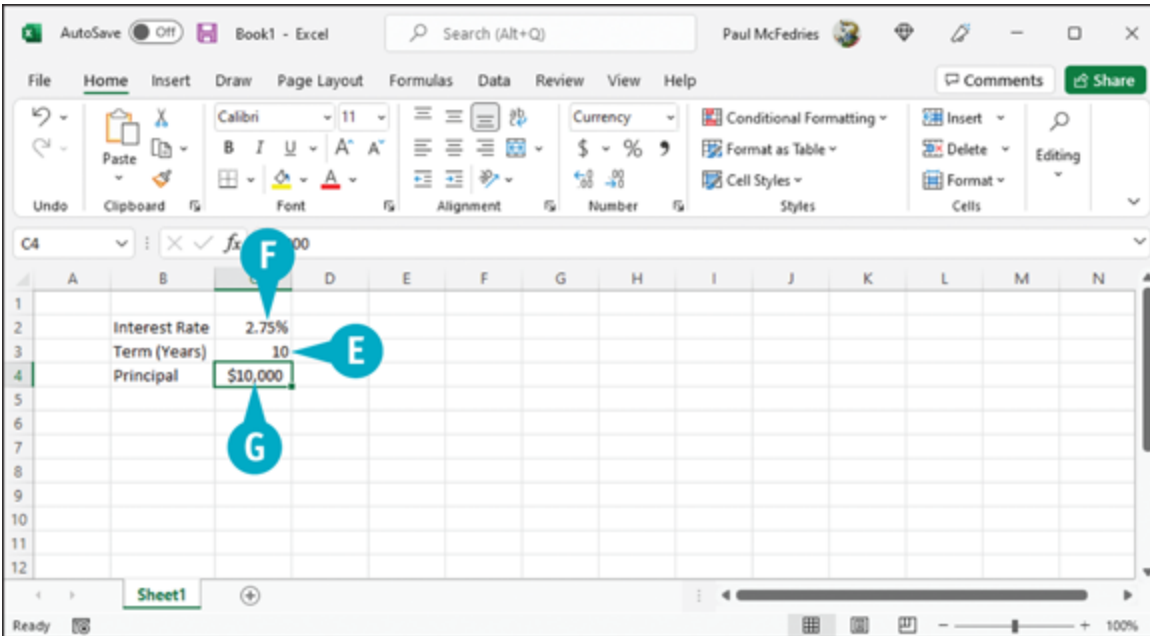 AutoSave Off Book1 - Excel Search (Alt+Q) Paul McFedries
File Home Insert Draw Page Layout Formulas Data Review View Help Comments Share
Calibri 11 Currency Conditional Formatting Insert
Paste B I U A A $ % Format as Table Delete Editing
A Cell Styles Format
Undo Clipboard Font Alignment Number Styles Cells
C4 fx 00
F
A B D E F G H I J K L M N
1
2 Interest Rate 2.75%
3 Term (Years) 10 E
4 Principal $10,000
5
6
7 G
8
9
10
11
12
Sheet1
Ready 100%